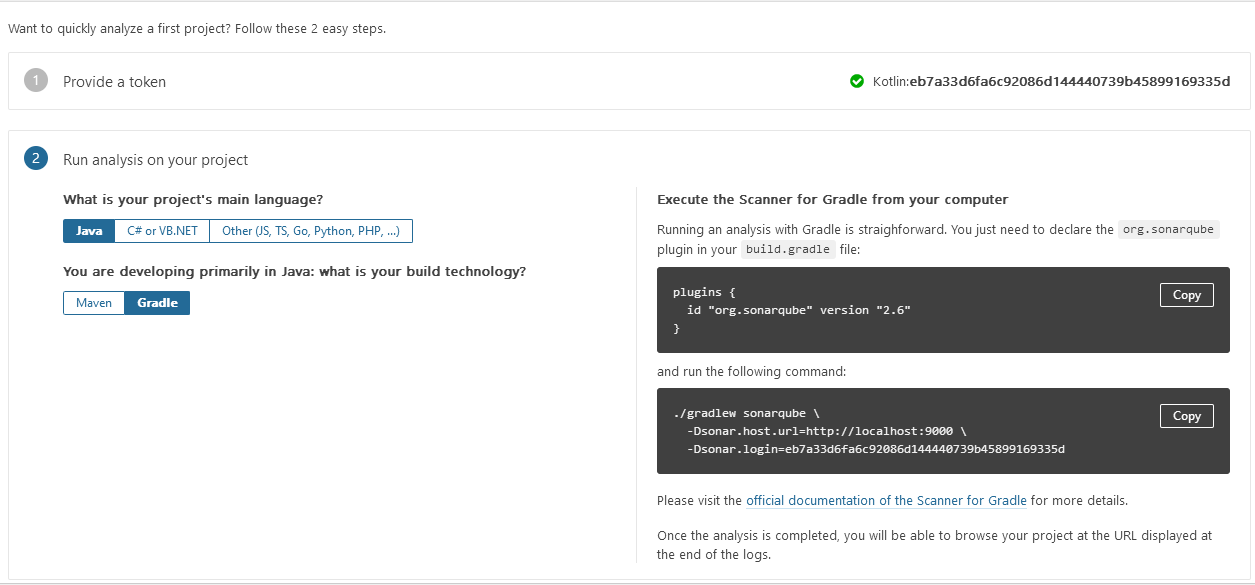 Want to quickly analyze a first project? Follow these 2 easy steps.
1 Provide a token
Kotlin:eb7a33d6fa6c92086d144440739b45899169335d
2 Run analysis on your project
What is your project's main language?
Java C# or VB.NET Other (JS, TS, Go, Python, PHP, ...)
You are developing primarily in Java: what is your build technology?
Maven Gradle
Execute the Scanner for Gradle from your computer
Running an analysis with Gradle is straighforward. You just need to declare the org.sonarqube
plugin in your build.gradle file:
plugins {
  id "org.sonarqube" version "2.6"
}
Copy
and run the following command:
./gradlew sonarqube \
  -Dsonar.host.url=http://localhost:9000 \
  -Dsonar.login=eb7a33d6fa6c92086d144440739b45899169335d
Copy
Please visit the official documentation of the Scanner for Gradle for more details.
Once the analysis is completed, you will be able to browse your project at the URL displayed at
the end of the logs.